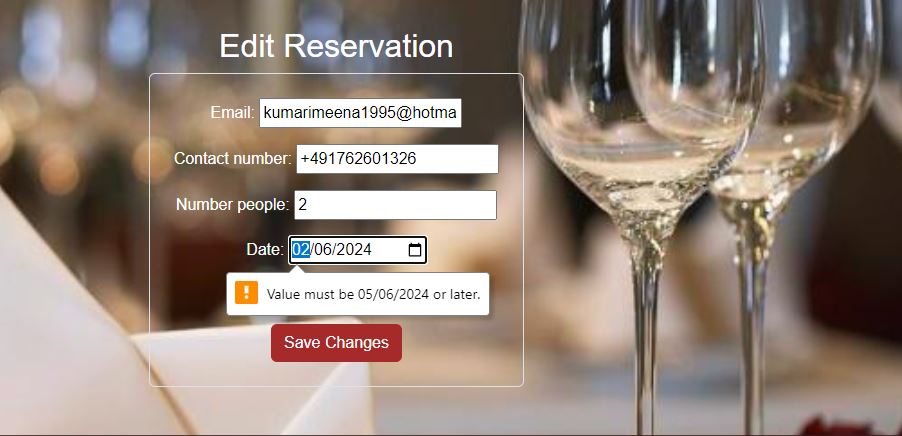 Edit Reservation
Email: kumarimeena1995@hotma
Contact number: +491762601326
Number people: 2
Date: 02/06/2024
Value must be 05/06/2024 or later.
Save Changes